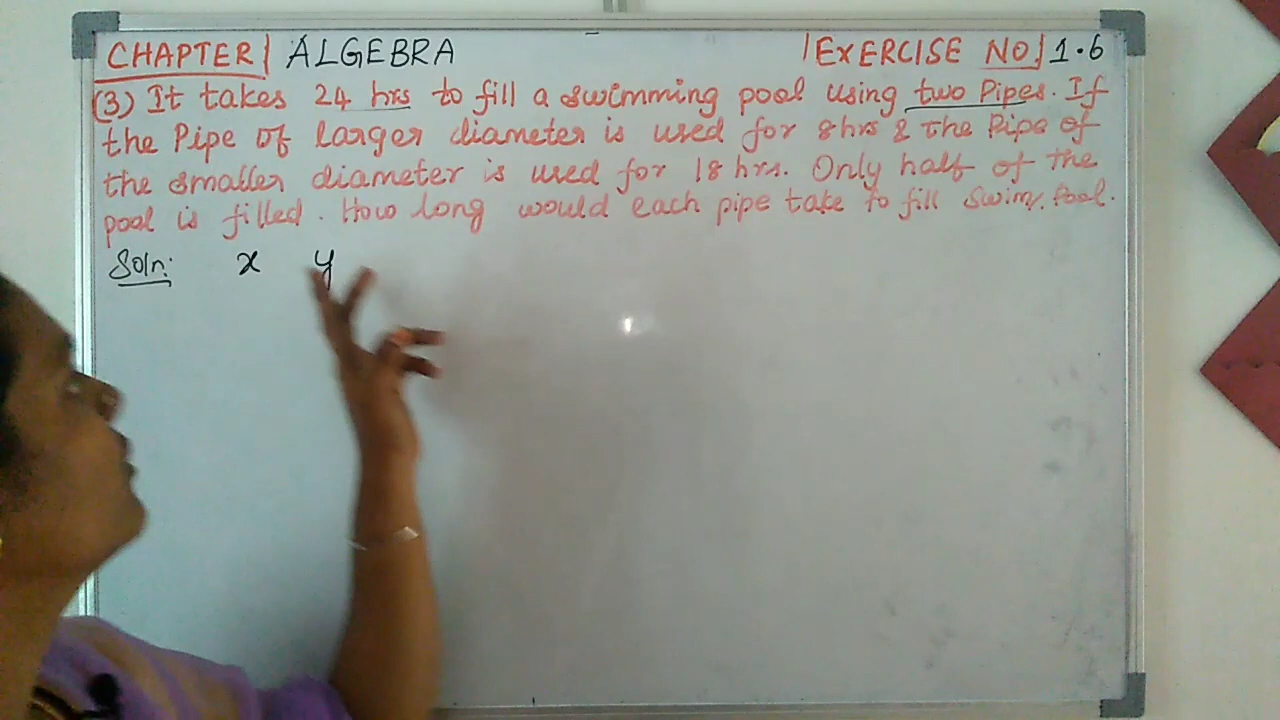 CHAPTER| ALGEBRA |EXERCISE NO| 1.6
(3) It takes 24 hrs to fill a swimming pool using two Pipes. If
the Pipe of larger diameter is used for 8hrs & the Pipe of
the smaller diameter is used for 18 hrs. Only half of the
pool is filled. How long would each pipe take to fill Swim. Pool.
Soln: x y